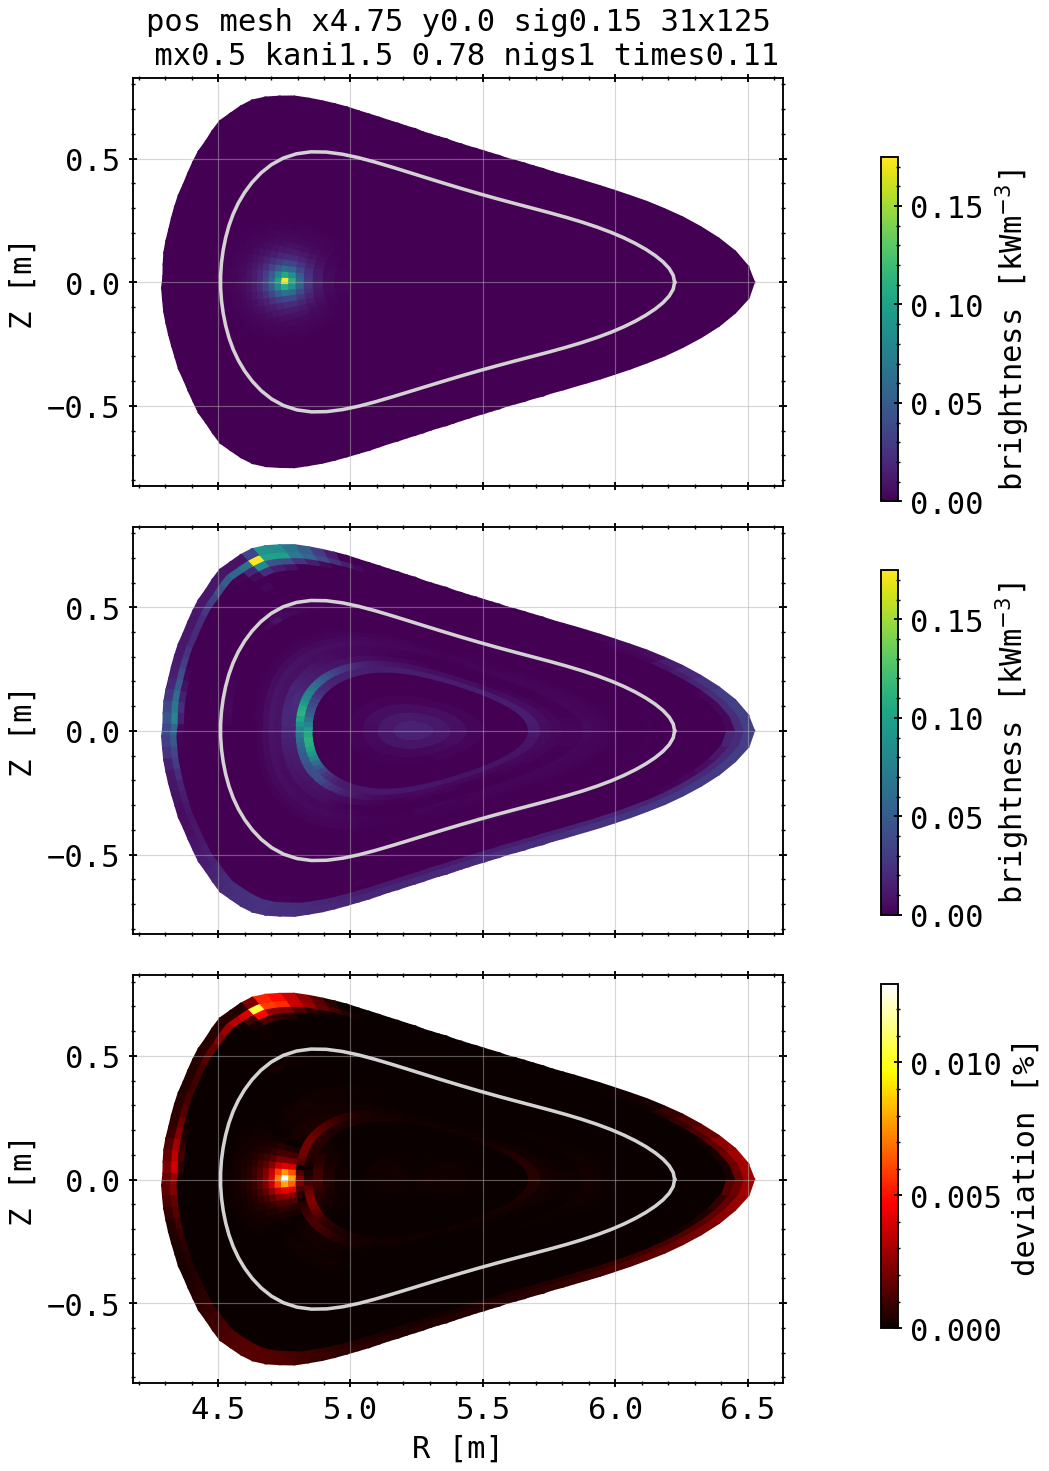 pos mesh x4.75 y0.0 sig0.15 31x125
mx0.5 kani1.5 0.78 nigs1 times0.11
0.5
0.0
−0.5
Z [m]
0.15
0.10
0.05
0.00
brightness [kWm⁻³]
0.5
0.0
−0.5
Z [m]
0.15
0.10
0.05
0.00
brightness [kWm⁻³]
0.5
0.0
−0.5
Z [m]
4.5 5.0 5.5 6.0 6.5
R [m]
0.010
0.005
0.000
deviation [%]